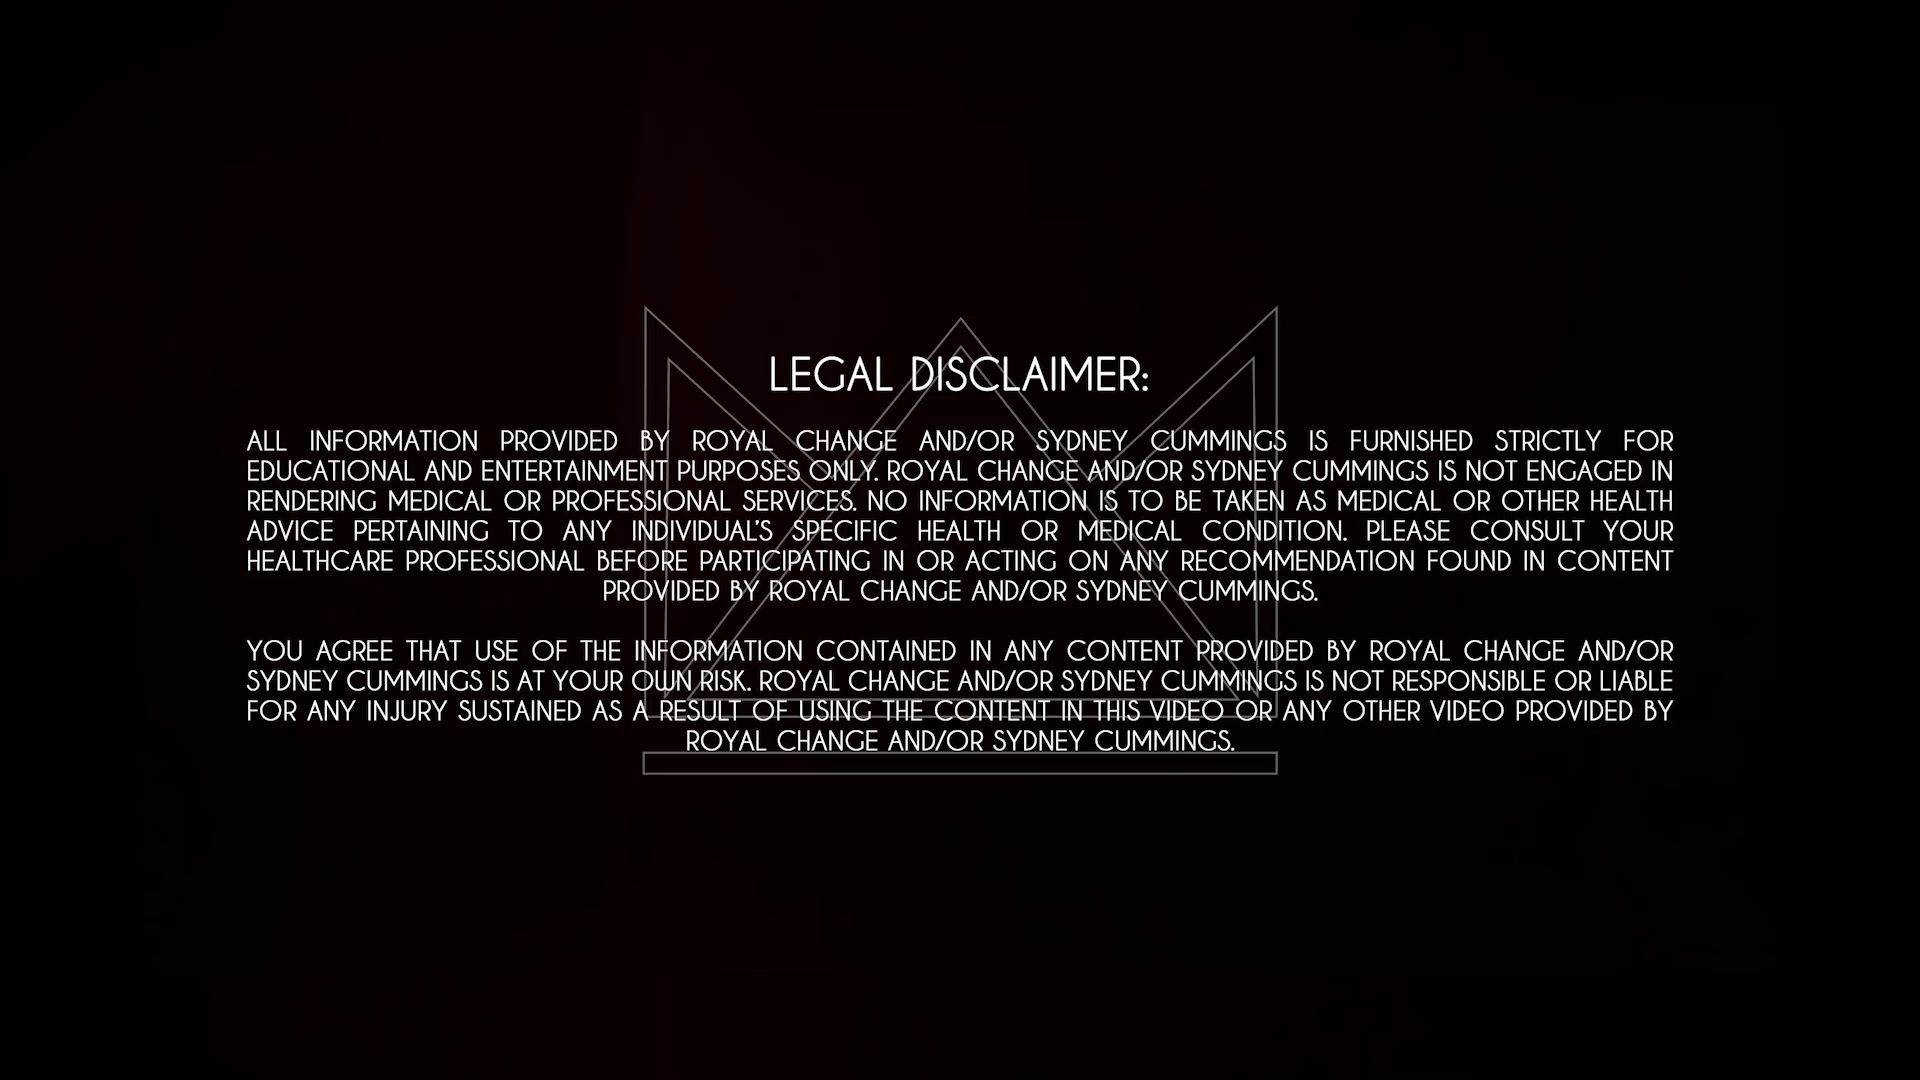 LEGAL DISCLAIMER:
ALL INFORMATION PROVIDED BY ROYAL CHANGE AND/OR SYDNEY CUMMINGS IS FURNISHED STRICTLY FOR
EDUCATIONAL AND ENTERTAINMENT PURPOSES ONLY. ROYAL CHANGE AND/OR SYDNEY CUMMINGS IS NOT ENGAGED IN
RENDERING MEDICAL OR PROFESSIONAL SERVICES. NO INFORMATION IS TO BE TAKEN AS MEDICAL OR OTHER HEALTH
ADVICE PERTAINING TO ANY INDIVIDUAL'S SPECIFIC HEALTH OR MEDICAL CONDITION. PLEASE CONSULT YOUR
HEALTHCARE PROFESSIONAL BEFORE PARTICIPATING IN OR ACTING ON ANY RECOMMENDATION FOUND IN CONTENT
PROVIDED BY ROYAL CHANGE AND/OR SYDNEY CUMMINGS.
YOU AGREE THAT USE OF THE INFORMATION CONTAINED IN ANY CONTENT PROVIDED BY ROYAL CHANGE AND/OR
SYDNEY CUMMINGS IS AT YOUR OWN RISK. ROYAL CHANGE AND/OR SYDNEY CUMMINGS IS NOT RESPONSIBLE OR LIABLE
FOR ANY INJURY SUSTAINED AS A RESULT OF USING THE CONTENT IN THIS VIDEO OR ANY OTHER VIDEO PROVIDED BY
ROYAL CHANGE AND/OR SYDNEY CUMMINGS.